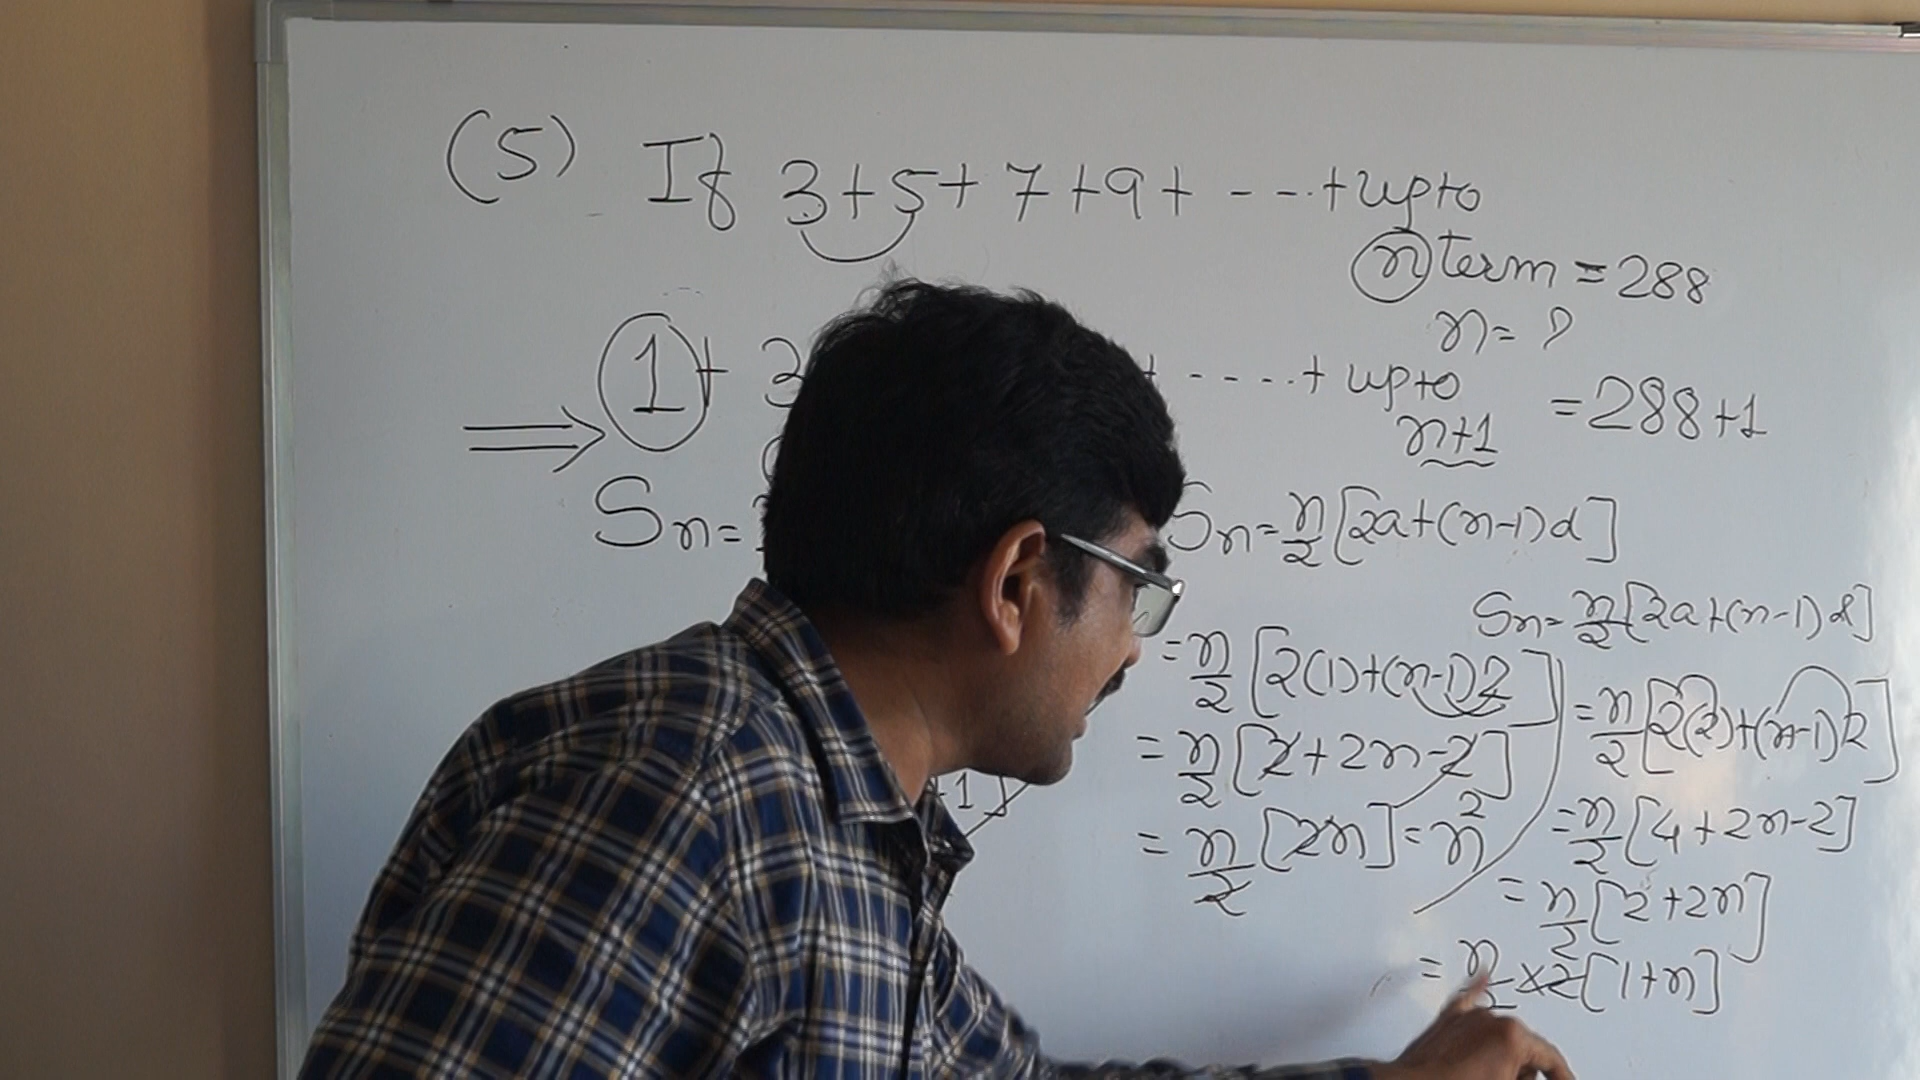 (5) If 3+5+7+9+ ----+ upto
n term = 288
n= ?
⇒ 1+ 3 + ----+ upto = 288+1
n+1
Sn= Sn=n/2[2a+(n-1)d]
Sn=n/2[2a+(n-1)d]
=n/2[2(1)+(n-1)2] =n/2[2(2)+(n-1)2]
=n/2[2+2n-2] =n/2[4+2n-2]
=n/2[2n]=n² =n/2[2+2n]
=n/2×2[1+n]